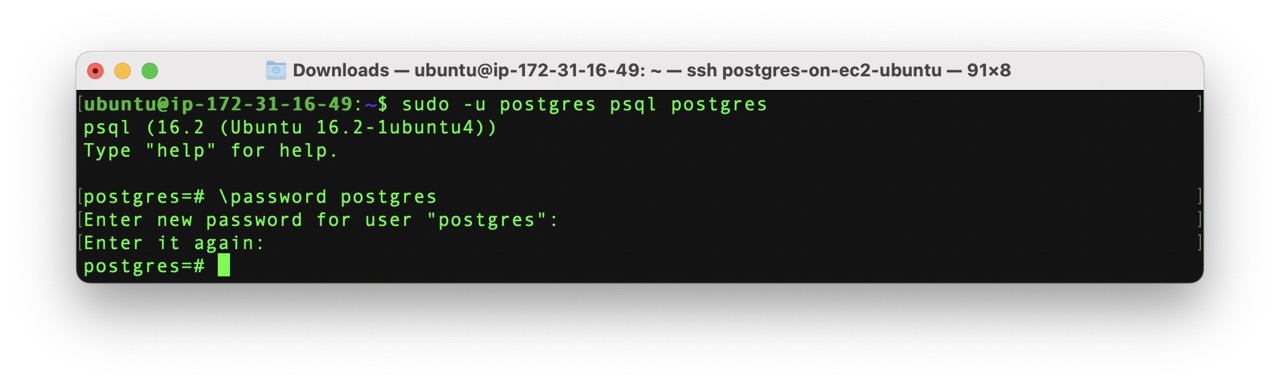 Downloads — ubuntu@ip-172-31-16-49: ~ — ssh postgres-on-ec2-ubuntu — 91×8
[ubuntu@ip-172-31-16-49:~$ sudo -u postgres psql postgres ]
psql (16.2 (Ubuntu 16.2-1ubuntu4))
Type "help" for help.
[postgres=# \password postgres ]
[Enter new password for user "postgres": ]
[Enter it again: ]
postgres=#